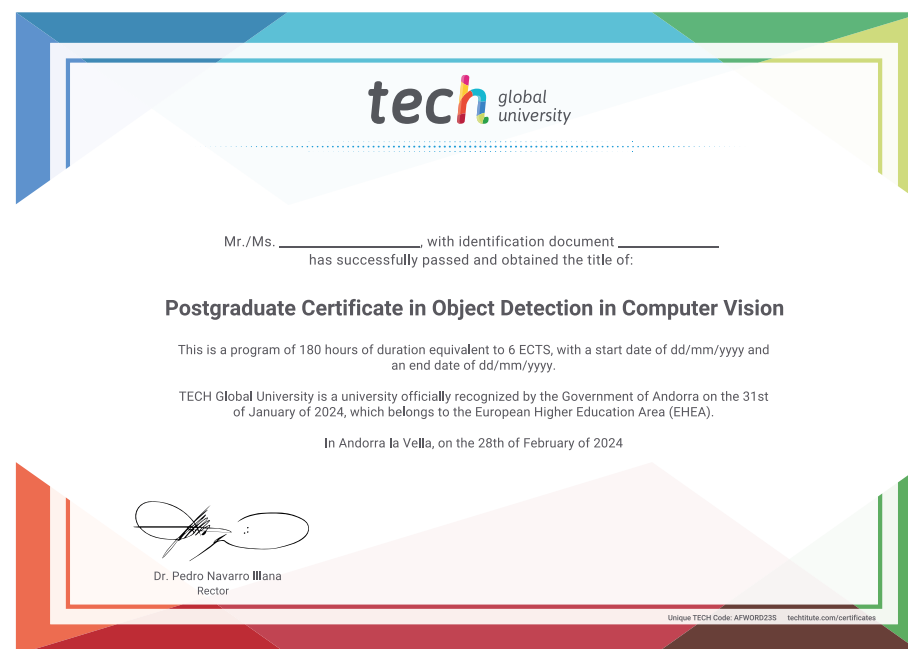 tech global university
Mr./Ms. ____________________, with identification document ______________
has successfully passed and obtained the title of:
Postgraduate Certificate in Object Detection in Computer Vision
This is a program of 180 hours of duration equivalent to 6 ECTS, with a start date of dd/mm/yyyy and
an end date of dd/mm/yyyy.
TECH Global University is a university officially recognized by the Government of Andorra on the 31st
of January of 2024, which belongs to the European Higher Education Area (EHEA).
In Andorra la Vella, on the 28th of February of 2024
Dr. Pedro Navarro Illana
Rector
Unique TECH Code: AFWORD23S techtitute.com/certificates